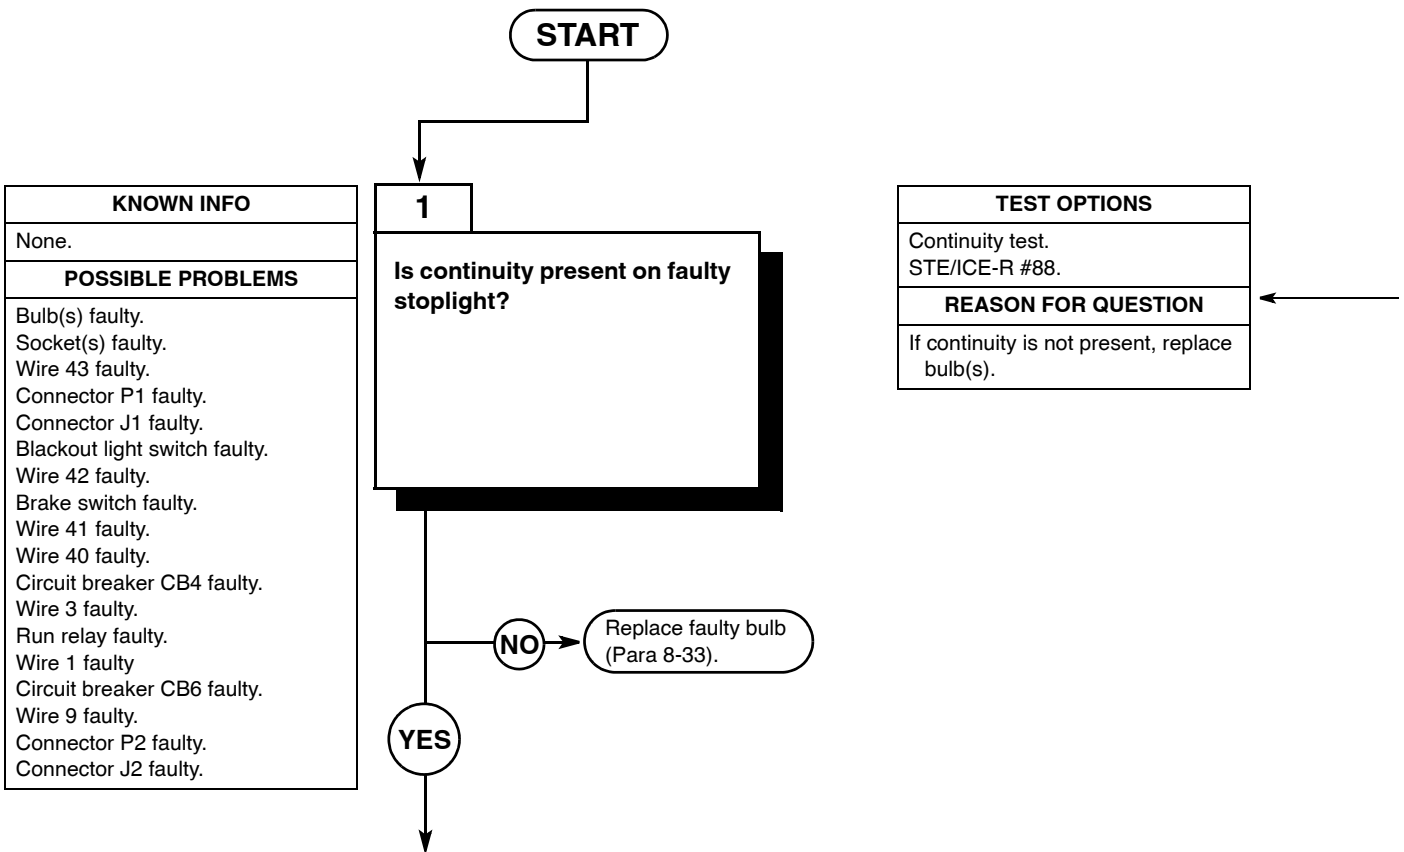 START
KNOWN INFO
None.
POSSIBLE PROBLEMS
Bulb(s) faulty.
Socket(s) faulty.
Wire 43 faulty.
Connector P1 faulty.
Connector J1 faulty.
Blackout light switch faulty.
Wire 42 faulty.
Brake switch faulty.
Wire 41 faulty.
Wire 40 faulty.
Circuit breaker CB4 faulty.
Wire 3 faulty.
Run relay faulty.
Wire 1 faulty
Circuit breaker CB6 faulty.
Wire 9 faulty.
Connector P2 faulty.
Connector J2 faulty.
1
Is continuity present on faulty
stoplight?
TEST OPTIONS
Continuity test.
STE/ICE-R #88.
REASON FOR QUESTION
If continuity is not present, replace
bulb(s).
NO
Replace faulty bulb
(Para 8-33).
YES